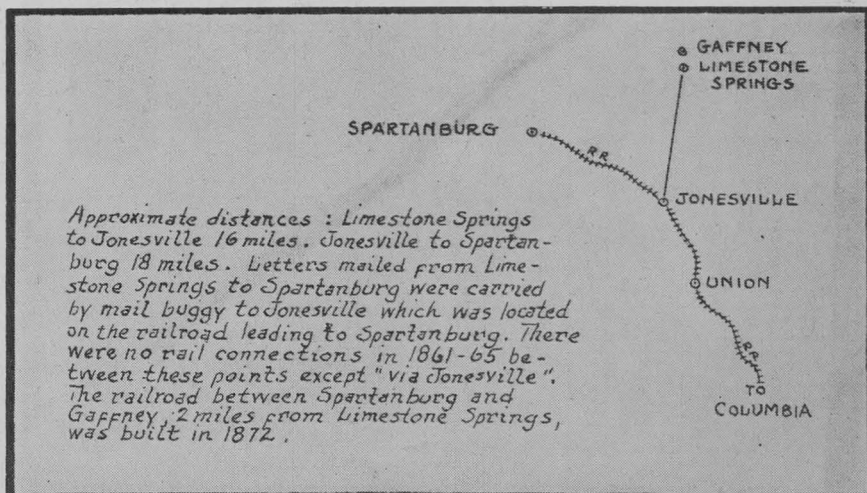 GAFFNEY
LIMESTONE
SPRINGS
SPARTANBURG
RR
JONESVILLE
UNION
RR
TO
COLUMBIA
Approximate distances : Limestone Springs
to Jonesville 16 miles. Jonesville to Spartan-
burg 18 miles. Letters mailed from Lime-
stone Springs to Spartanburg were carried
by mail buggy to Jonesville which was located
on the railroad leading to Spartanburg. There
were no rail connections in 1861-65 be-
tween these points except "via Jonesville".
The railroad between Spartanburg and
Gaffney, 2 miles from Limestone Springs,
was built in 1872.